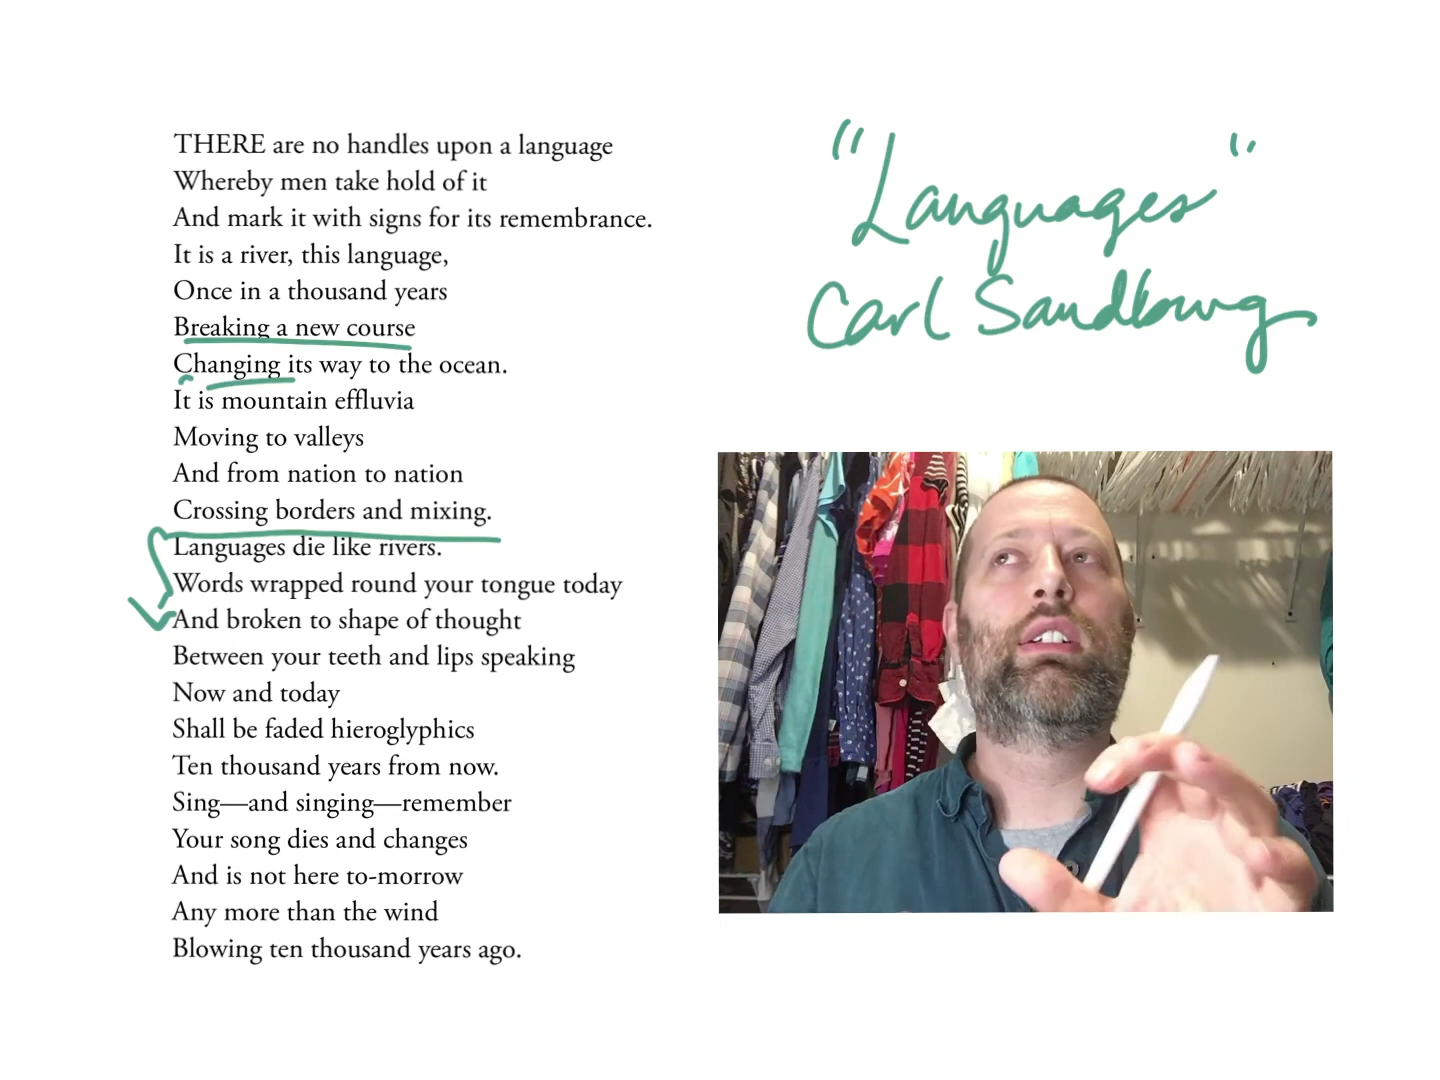 THERE are no handles upon a language
Whereby men take hold of it
And mark it with signs for its remembrance.
It is a river, this language,
Once in a thousand years
Breaking a new course
Changing its way to the ocean.
It is mountain effluvia
Moving to valleys
And from nation to nation
Crossing borders and mixing.
Languages die like rivers.
Words wrapped round your tongue today
And broken to shape of thought
Between your teeth and lips speaking
Now and today
Shall be faded hieroglyphics
Ten thousand years from now.
Sing—and singing—remember
Your song dies and changes
And is not here to-morrow
Any more than the wind
Blowing ten thousand years ago.
"Languages"
Carl Sandburg